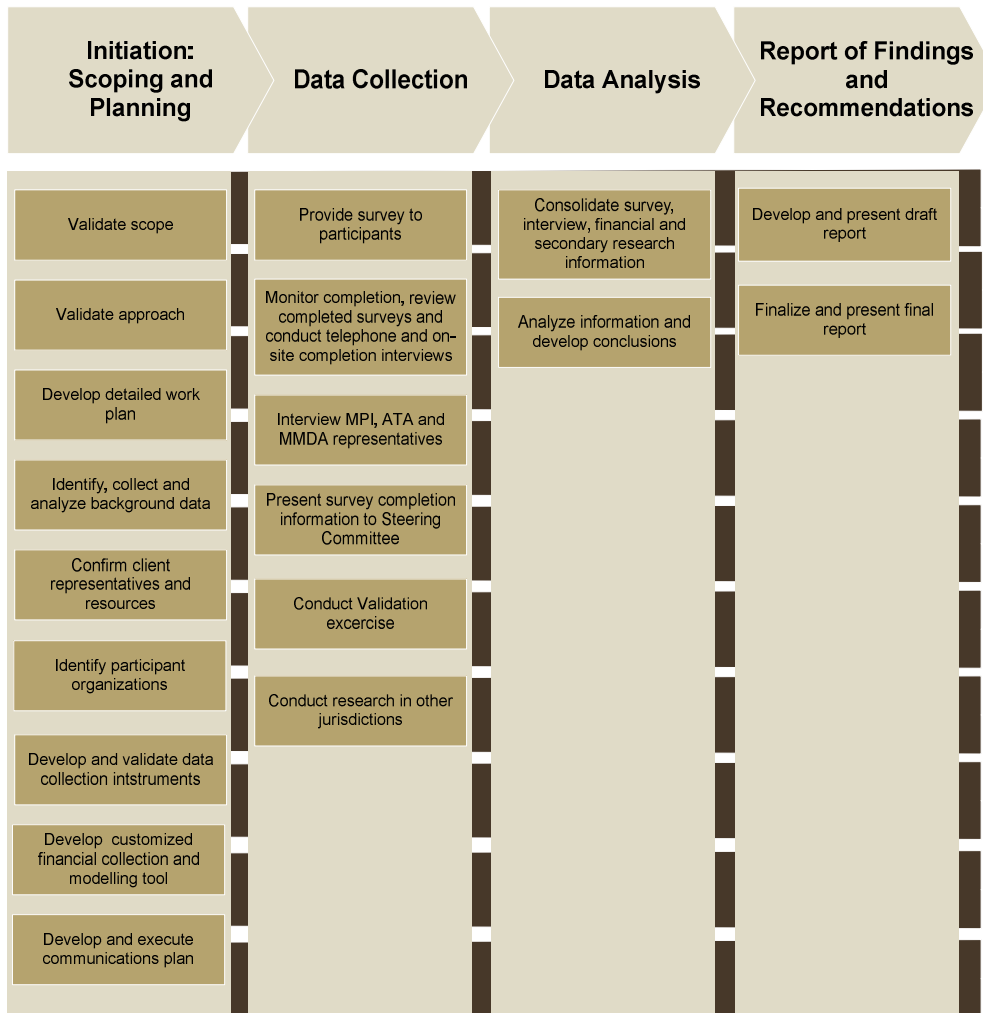 Initiation:
Scoping and
Planning
Data Collection
Data Analysis
Report of Findings
and
Recommendations
Validate scope
Validate approach
Develop detailed work
plan
Identify, collect and
analyze background data
Confirm client
representatives and
resources
Identify participant
organizations
Develop and validate data
collection intstruments
Develop  customized
financial collection and
modelling tool
Develop and execute
communications plan
Provide survey to
participants
Monitor completion, review
completed surveys and
conduct telephone and on-
site completion interviews
Interview MPI, ATA and
MMDA representatives
Present survey completion
information to Steering
Committee
Conduct Validation
excercise
Conduct research in other
jurisdictions
Consolidate survey,
interview, financial and
secondary research
information
Analyze information and
develop conclusions
Develop and present draft
report
Finalize and present final
report